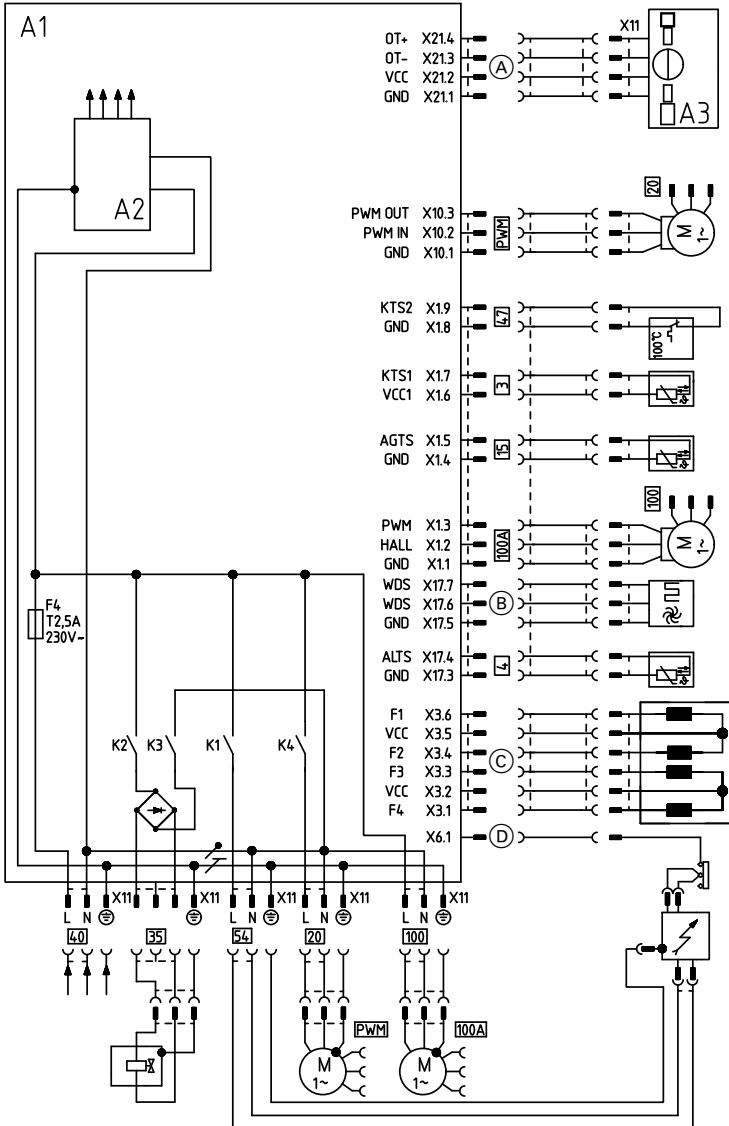 A1
A2
OT+ X21.4
OT- X21.3
VCC X21.2
GND X21.1
A
X11
A3
PWM OUT X10.3
PWM IN X10.2
GND X10.1
PWM
20
M
1~
KTS2 X1.9
GND X1.8
47
100°C
KTS1 X1.7
VCC1 X1.6
3
AGTS X1.5
GND X1.4
15
PWM X1.3
HALL X1.2
GND X1.1
100A
100
M
1~
WDS X17.7
WDS X17.6
GND X17.5
B
ALTS X17.4
GND X17.3
4
F1 X3.6
VCC X3.5
F2 X3.4
F3 X3.3
VCC X3.2
F4 X3.1
C
X6.1
D
F4
T2,5A
230V~
K2 K3 K1 K4
L N X11 X11 L N X11 L N X11 L N X11
40 35 54 20 100
PWM 100A
M M
1~ 1~